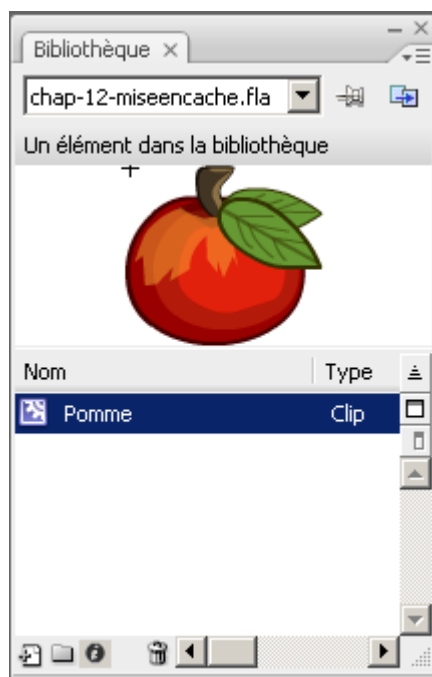 Bibliothèque
chap-12-miseencache.fla
Un élément dans la bibliothèque
Nom Type
Pomme Clip